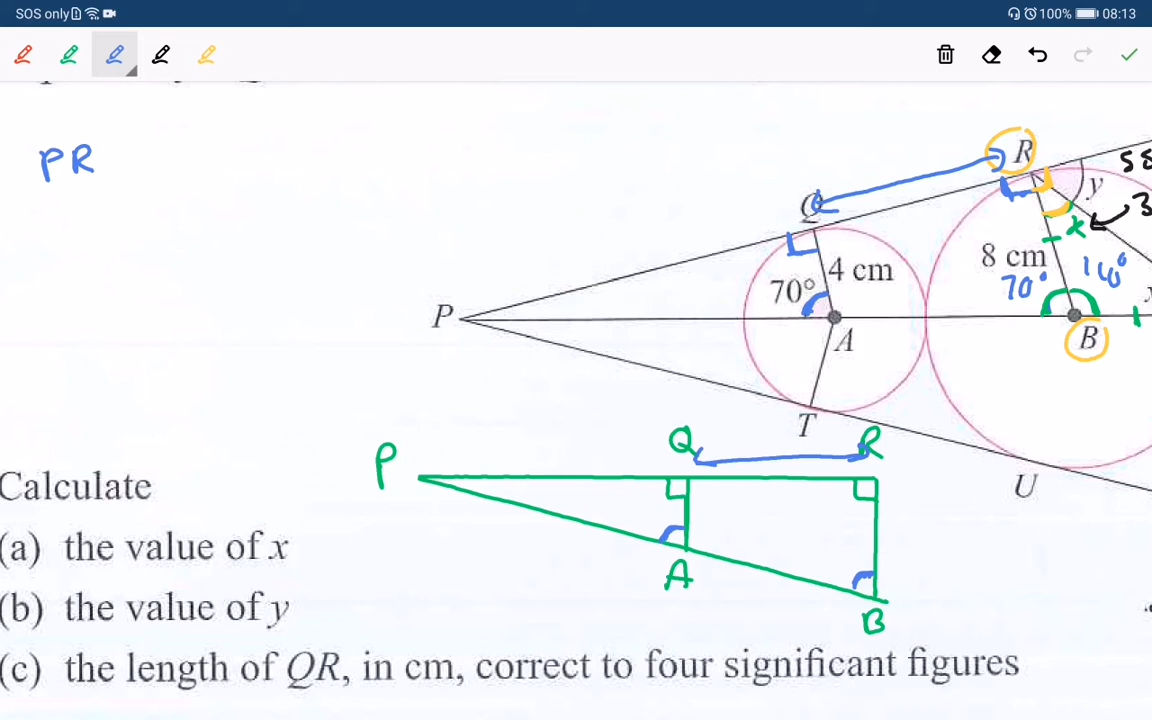 SOS only 100% 08:13
PR
R
58
y
3
Q
x
8 cm
4 cm
70°
70°
110°
x
P
A
B
T
Q
R
P
U
Calculate
A
(a) the value of x
(b) the value of y
B
(c) the length of QR, in cm, correct to four significant figures